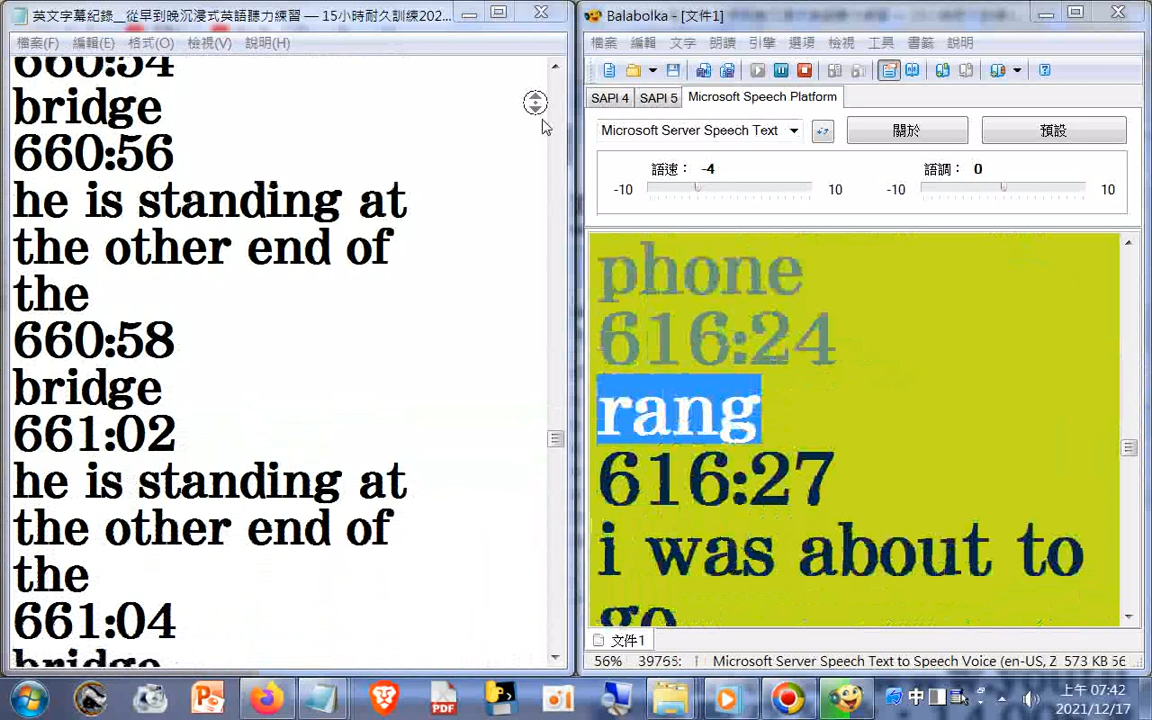 英文字幕紀錄__從早到晚沉浸式英語聽力練習 — 15小時耐久訓練202...
檔案(F) 編輯(E) 格式(O) 檢視(V) 說明(H)
660:54
bridge
660:56
he is standing at
the other end of
the
660:58
bridge
661:02
he is standing at
the other end of
the
661:04
bridge
Balabolka - [文件1]
檔案 編輯 文字 朗讀 引擎 選項 檢視 工具 書籤 說明
SAPI 4 SAPI 5 Microsoft Speech Platform
Microsoft Server Speech Text 關於 預設
語速： -4 語調： 0
-10 10 -10 10
phone
616:24
rang
616:27
i was about to
go
文件1
56% 39765: Microsoft Server Speech Text to Speech Voice (en-US, Z 573 KB 56
PDF
中
上午 07:42
2021/12/17